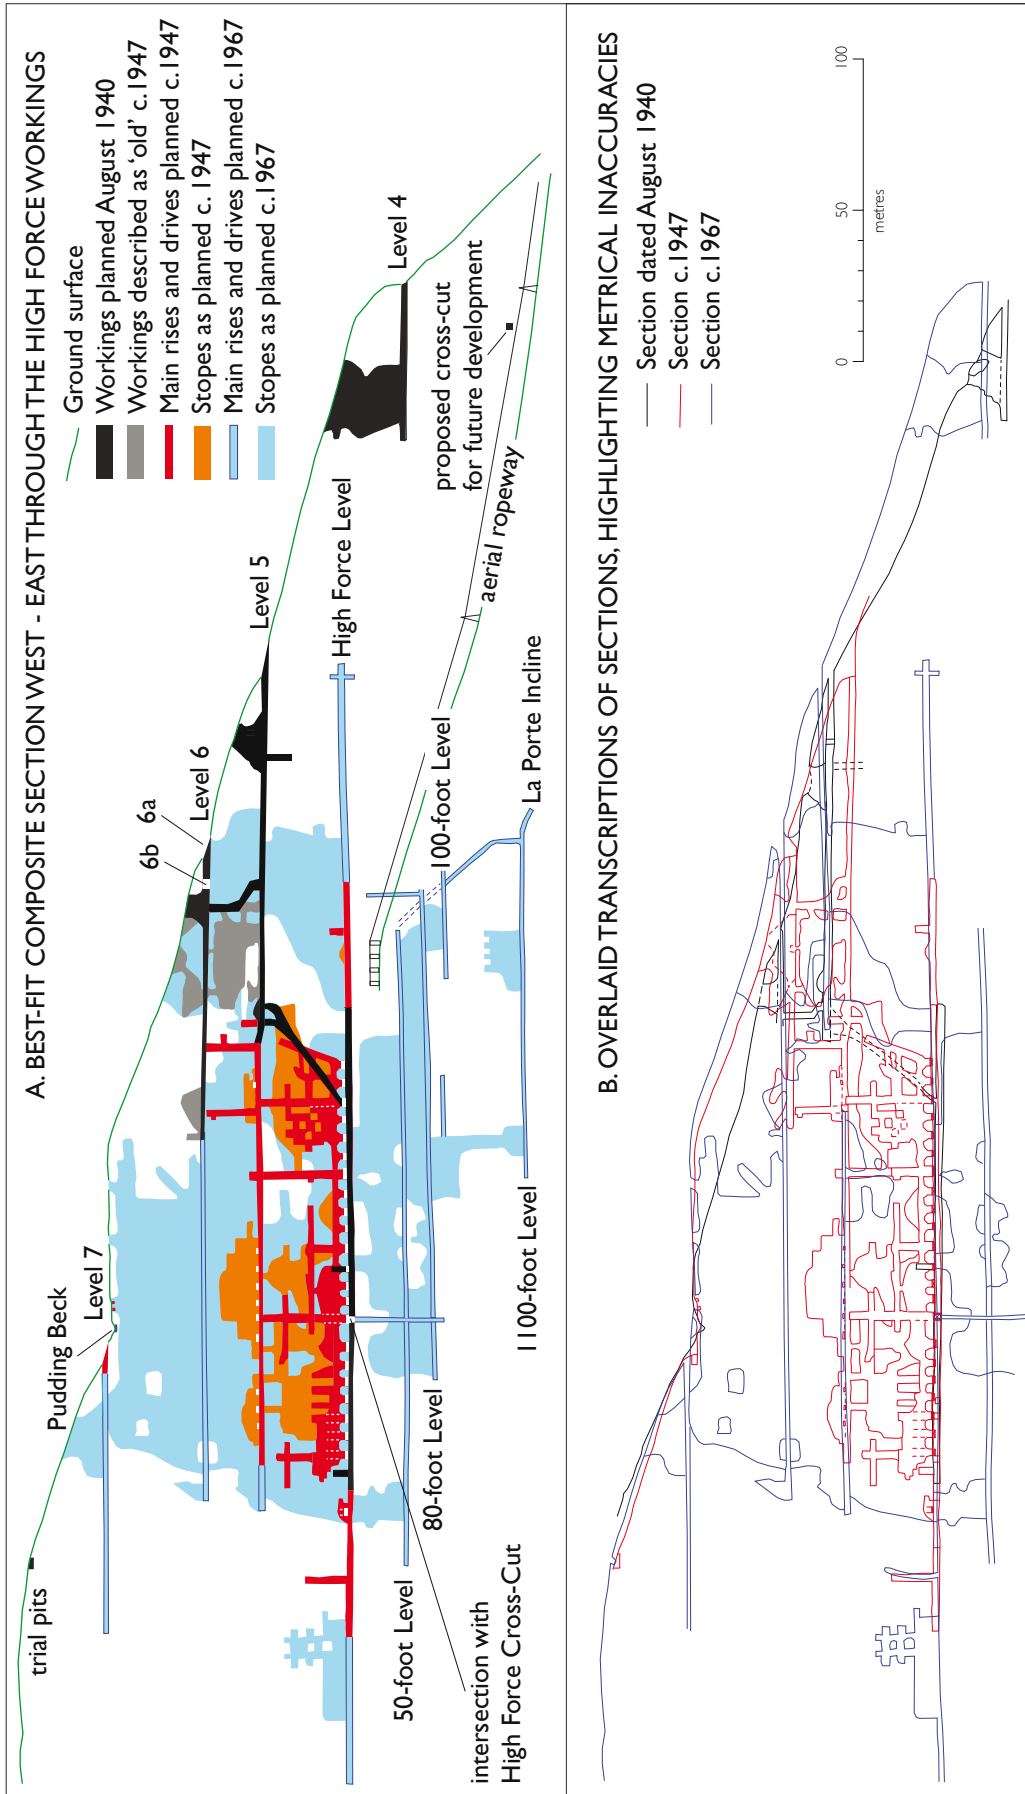 A. BEST-FIT COMPOSITE SECTION WEST - EAST THROUGH THE HIGH FORCE WORKINGS
Ground surface
Workings planned August 1940
Workings described as ‘old’ c.1947
Main rises and drives planned c.1947
Stopes as planned c.1947
Main rises and drives planned c.1967
Stopes as planned c.1967
trial pits
Pudding Beck
Level 7
6b
6a
Level 6
Level 5
High Force Level
Level 4
proposed cross-cut
for future development
aerial ropeway
100-foot Level
La Porte Incline
50-foot Level
80-foot Level
1100-foot Level
intersection with
High Force Cross-Cut
B. OVERLAID TRANSCRIPTIONS OF SECTIONS, HIGHLIGHTING METRICAL INACCURACIES
Section dated August 1940
Section c.1947
Section c.1967
0
50
100
metres